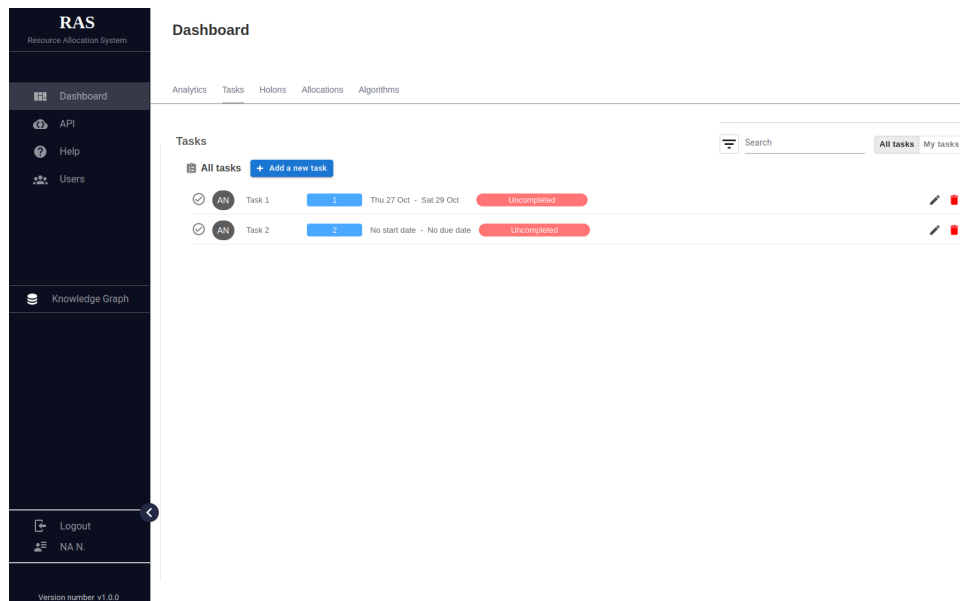 RAS
Resource Allocation System
Dashboard
API
Help
Users
Knowledge Graph
Logout
NA N.
Version number v1.0.0
Dashboard
Analytics Tasks Holons Allocations Algorithms
Tasks
Search
All tasks My tasks
All tasks + Add a new task
AN Task 1 1 Thu 27 Oct - Sat 29 Oct Uncompleted
AN Task 2 2 No start date - No due date Uncompleted